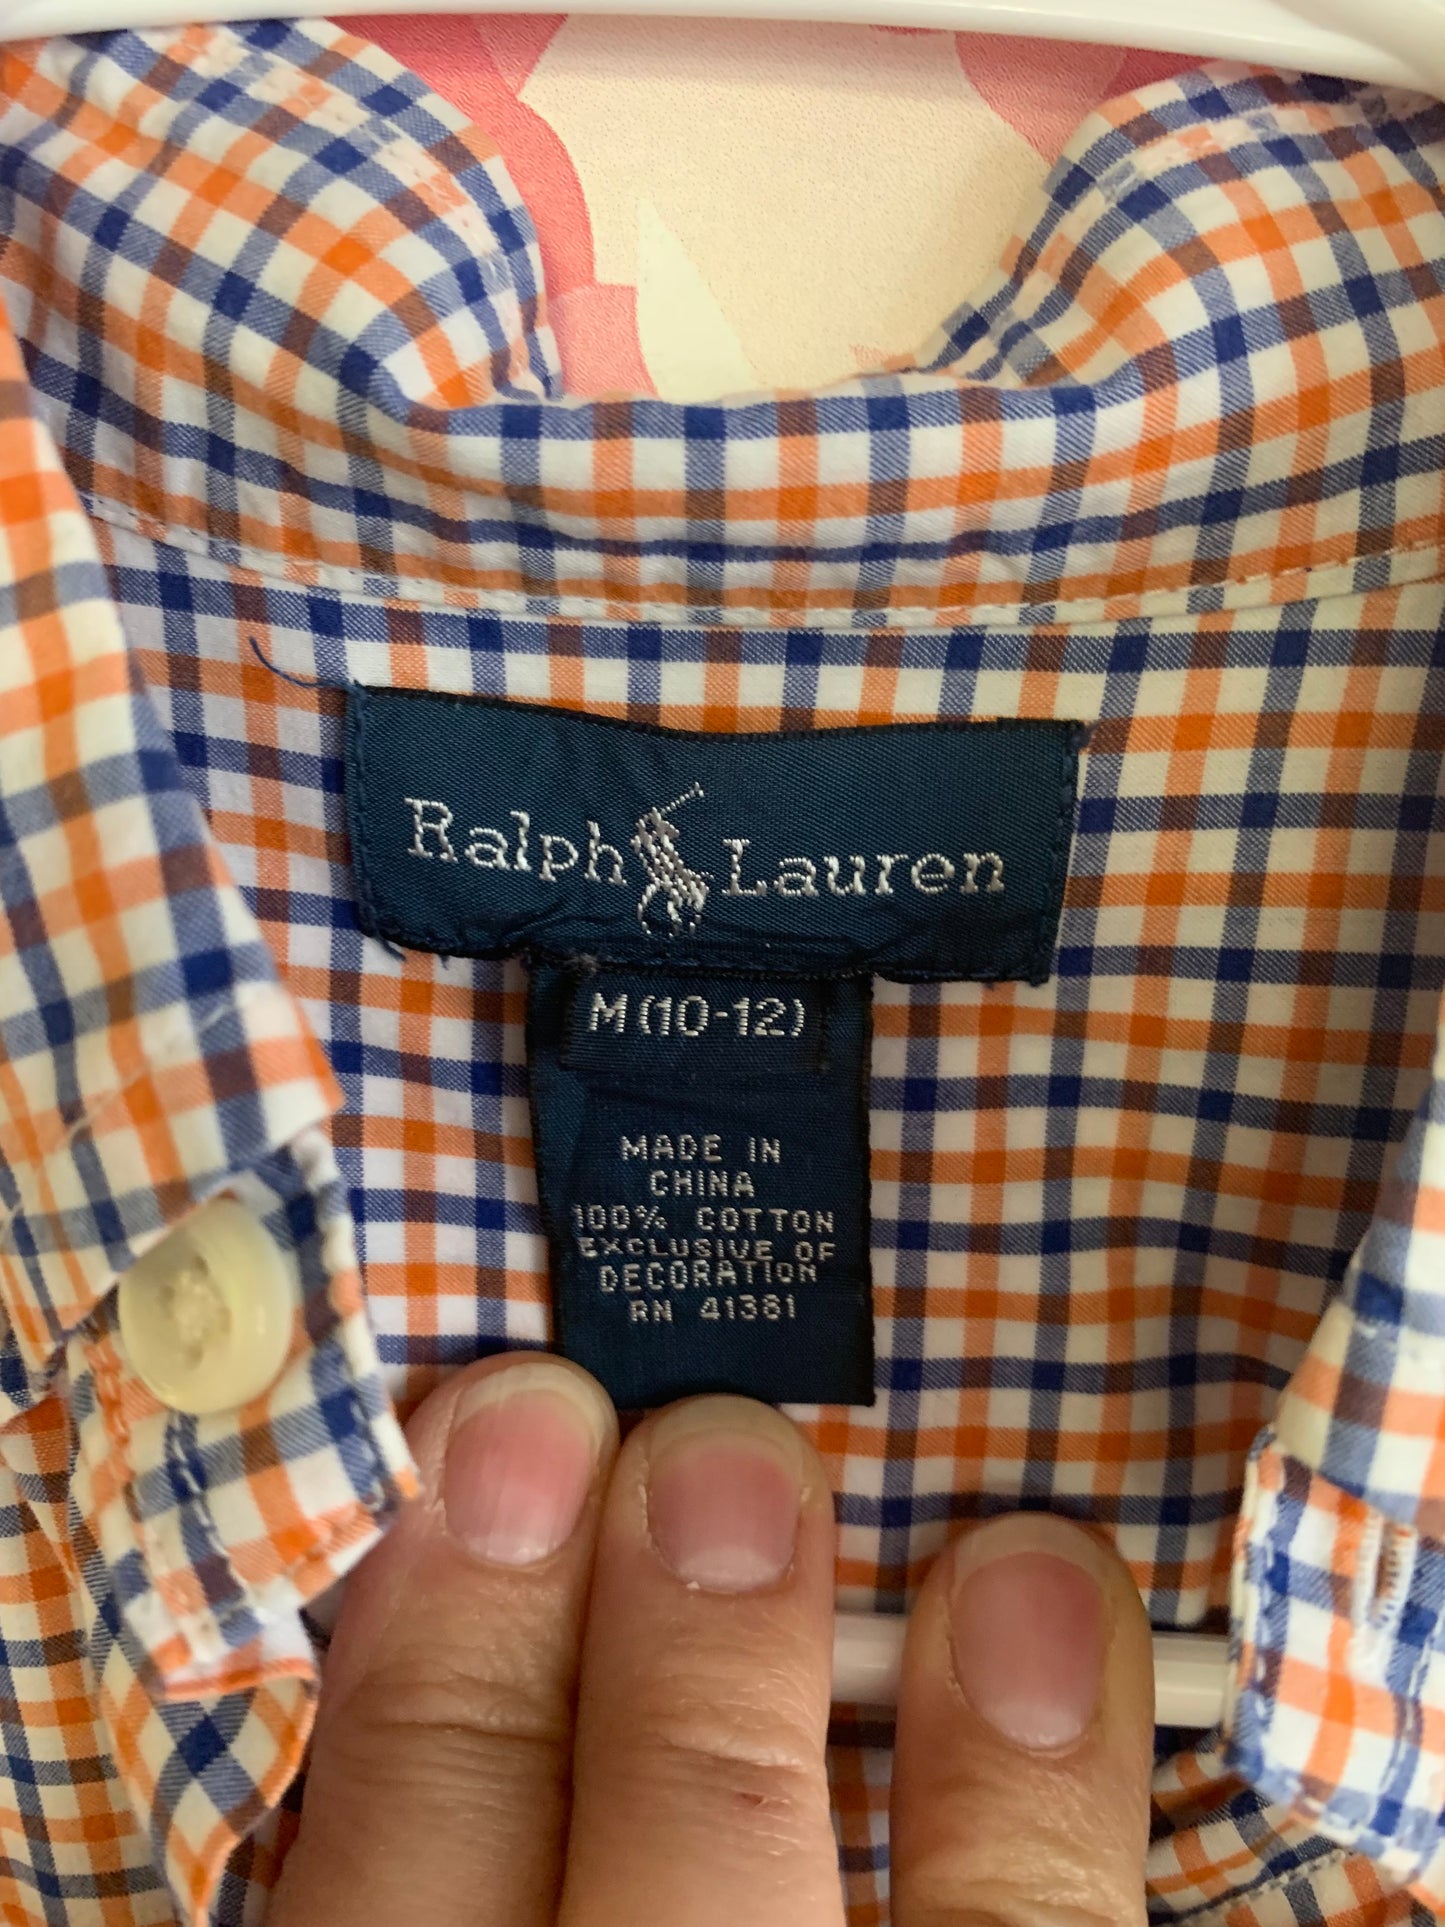 Ralph Lauren
M (10-12)
MADE IN
CHINA
100% COTTON
EXCLUSIVE OF
DECORATION
RN 41381